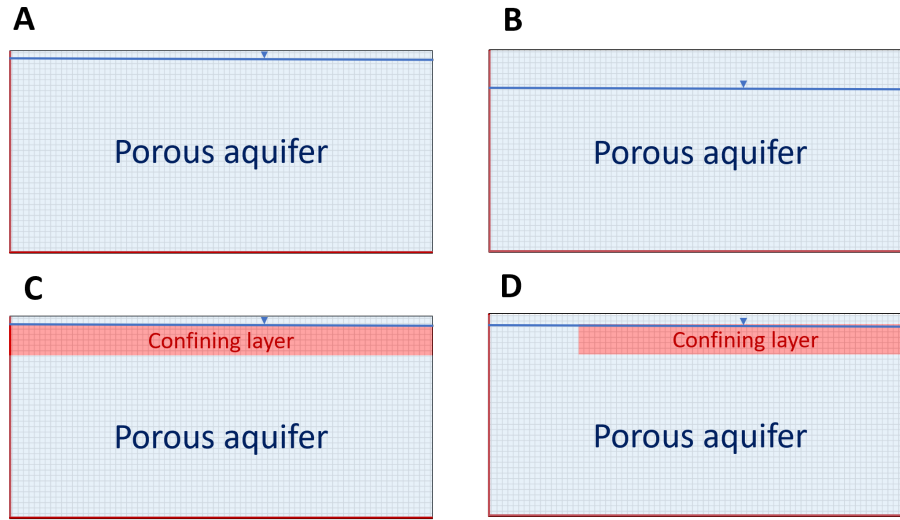 A
B
Porous aquifer
Porous aquifer
C
D
Confining layer
Confining layer
Porous aquifer
Porous aquifer